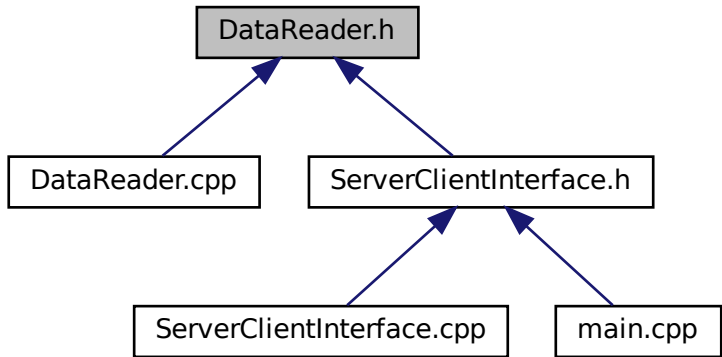 DataReader.h
DataReader.cpp
ServerClientInterface.h
ServerClientInterface.cpp
main.cpp